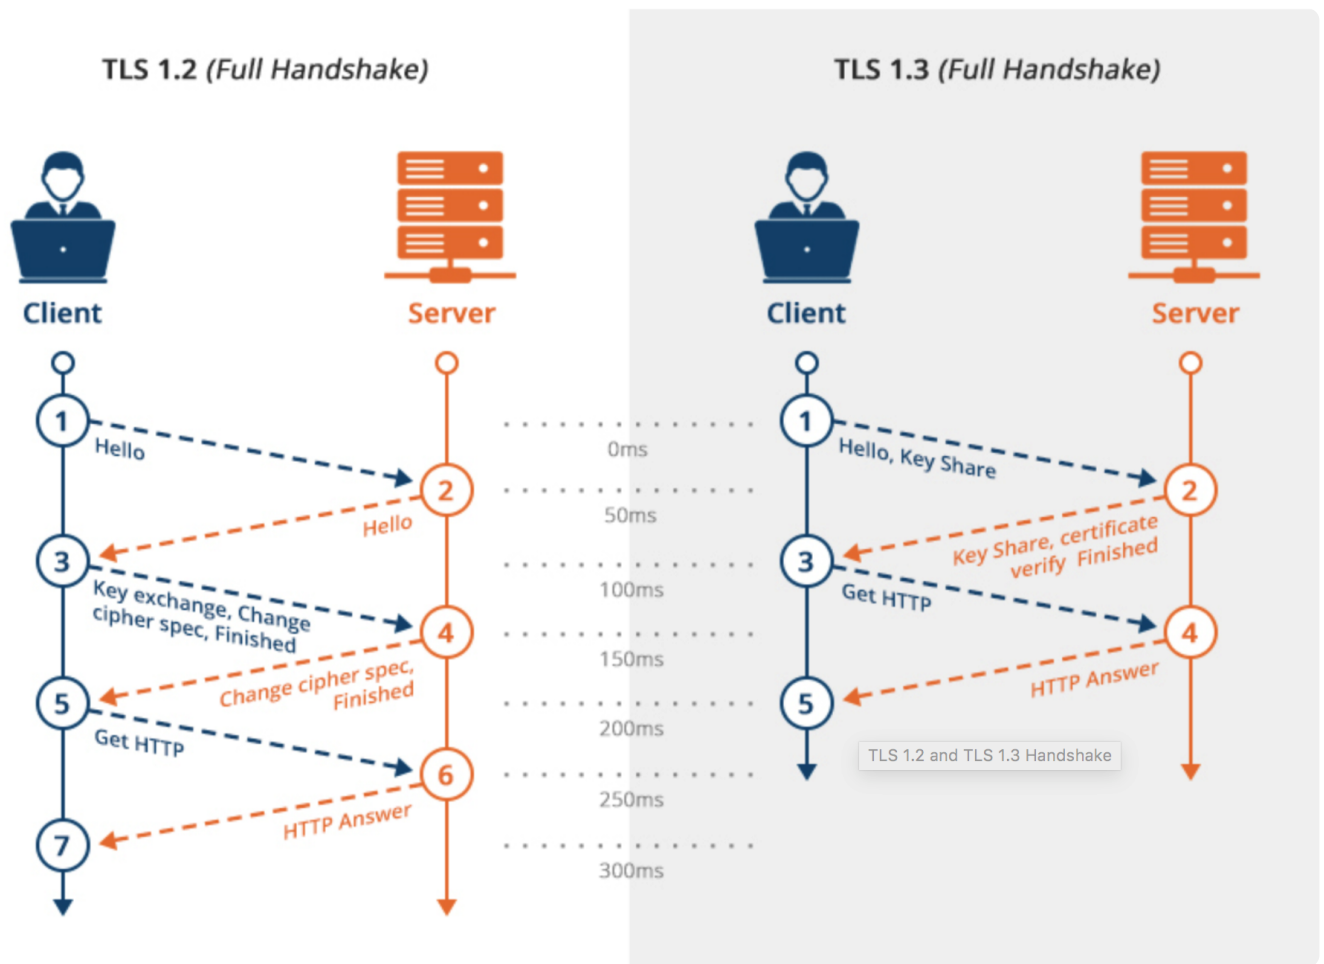 TLS 1.2 (Full Handshake)
Client
Server
1
Hello
2
Hello
3
Key exchange, Change
cipher spec, Finished
4
Change cipher spec,
Finished
5
Get HTTP
6
HTTP Answer
7
0ms
50ms
100ms
150ms
200ms
250ms
300ms
TLS 1.3 (Full Handshake)
Client
Server
1
Hello, Key Share
2
Key Share, certificate
verify Finished
3
Get HTTP
4
HTTP Answer
5
TLS 1.2 and TLS 1.3 Handshake